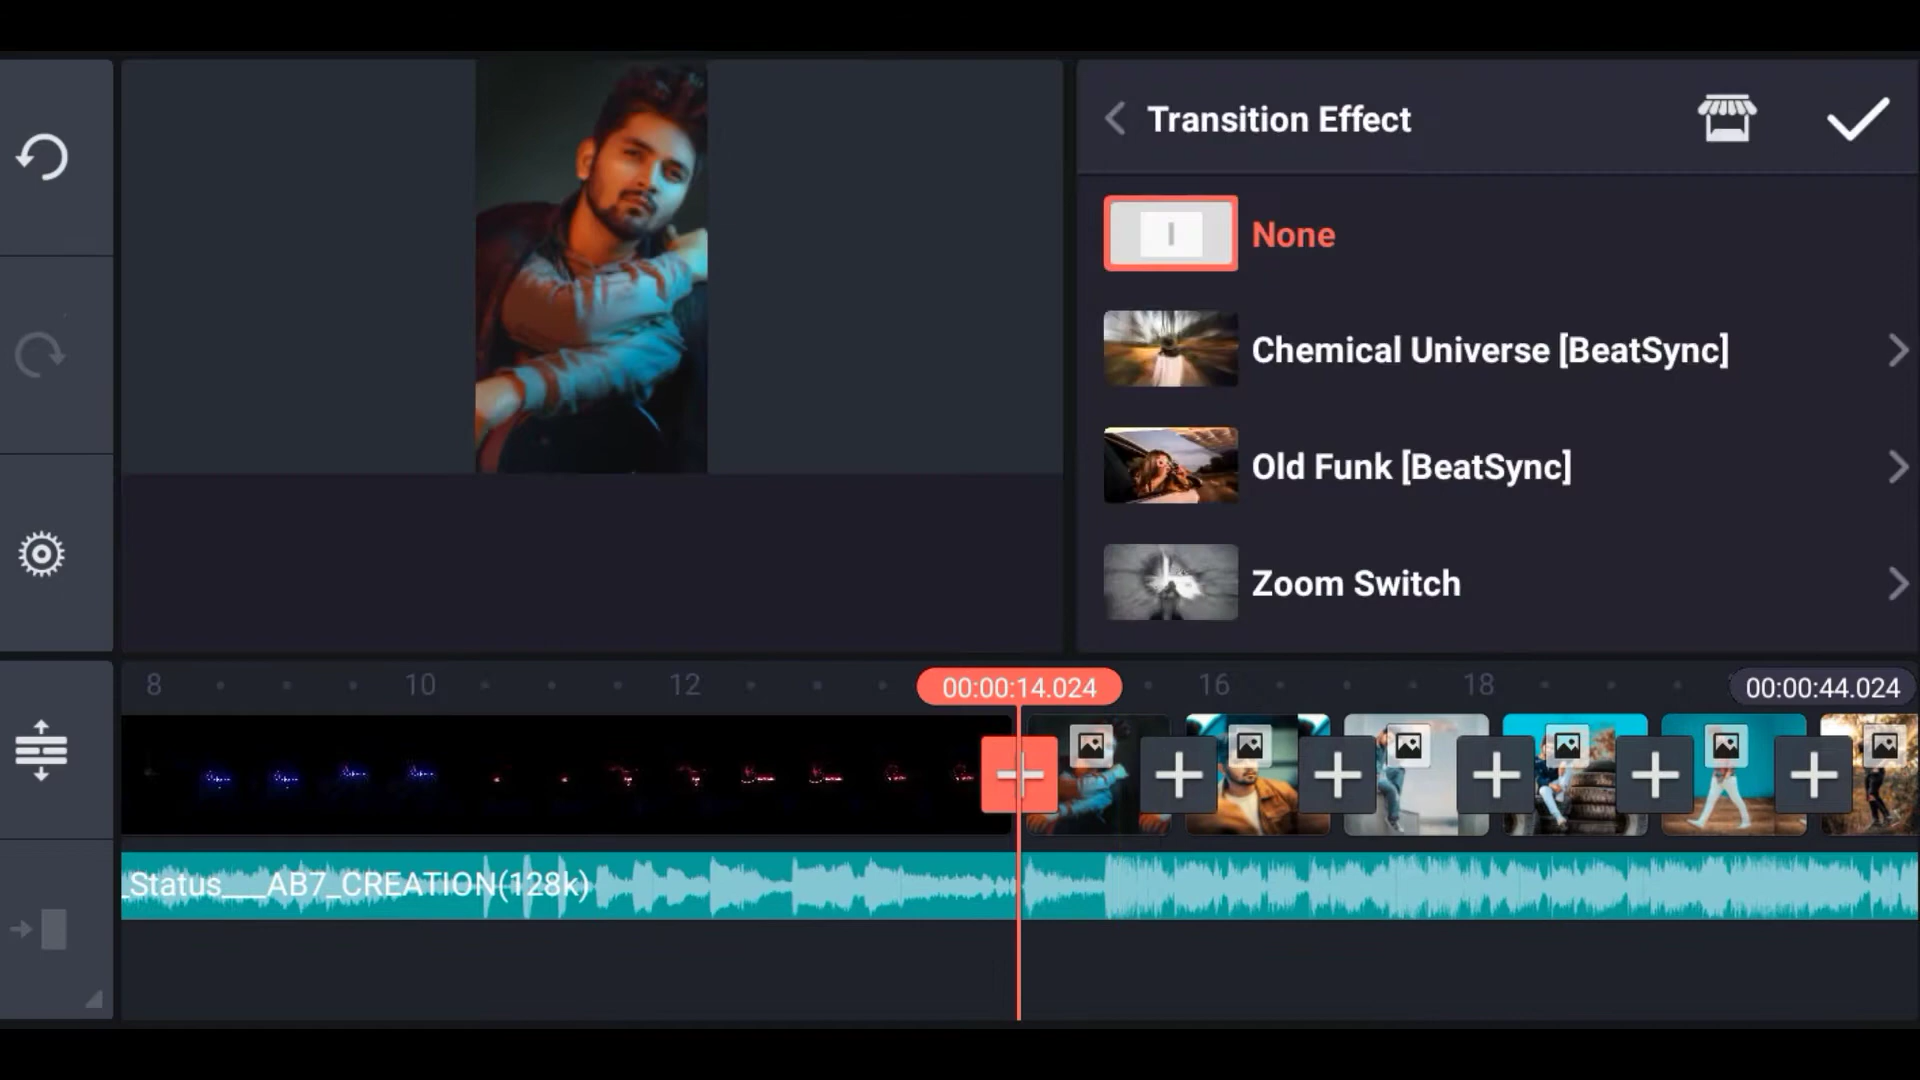 Transition Effect
None
Chemical Universe [BeatSync]
Old Funk [BeatSync]
Zoom Switch
8
10
12
00:00:14.024
16
18
00:00:44.024
_Status___AB7_CREATION(128k)